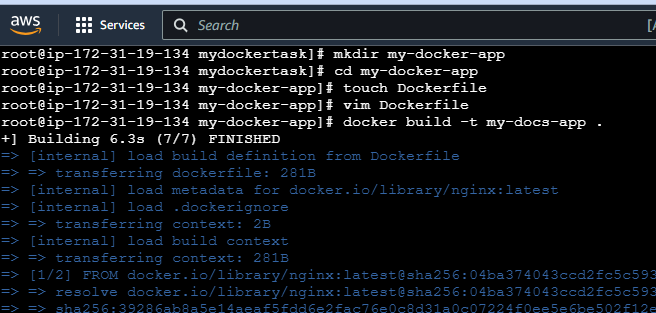 aws Services Search [A
root@ip-172-31-19-134 mydockertask]# mkdir my-docker-app
root@ip-172-31-19-134 mydockertask]# cd my-docker-app
root@ip-172-31-19-134 my-docker-app]# touch Dockerfile
root@ip-172-31-19-134 my-docker-app]# vim Dockerfile
root@ip-172-31-19-134 my-docker-app]# docker build -t my-docs-app .
+] Building 6.3s (7/7) FINISHED
=> [internal] load build definition from Dockerfile
=> => transferring dockerfile: 281B
=> [internal] load metadata for docker.io/library/nginx:latest
=> [internal] load .dockerignore
=> => transferring context: 2B
=> [internal] load build context
=> => transferring context: 281B
=> [1/2] FROM docker.io/library/nginx:latest@sha256:04ba374043ccd2fc5c593
=> => resolve docker.io/library/nginx:latest@sha256:04ba374043ccd2fc5c593
=> => sha256:39286ab8a5e14aeaf5fdd6e2fac76e0c8d31a0c07224f0ee5e6be502f12e